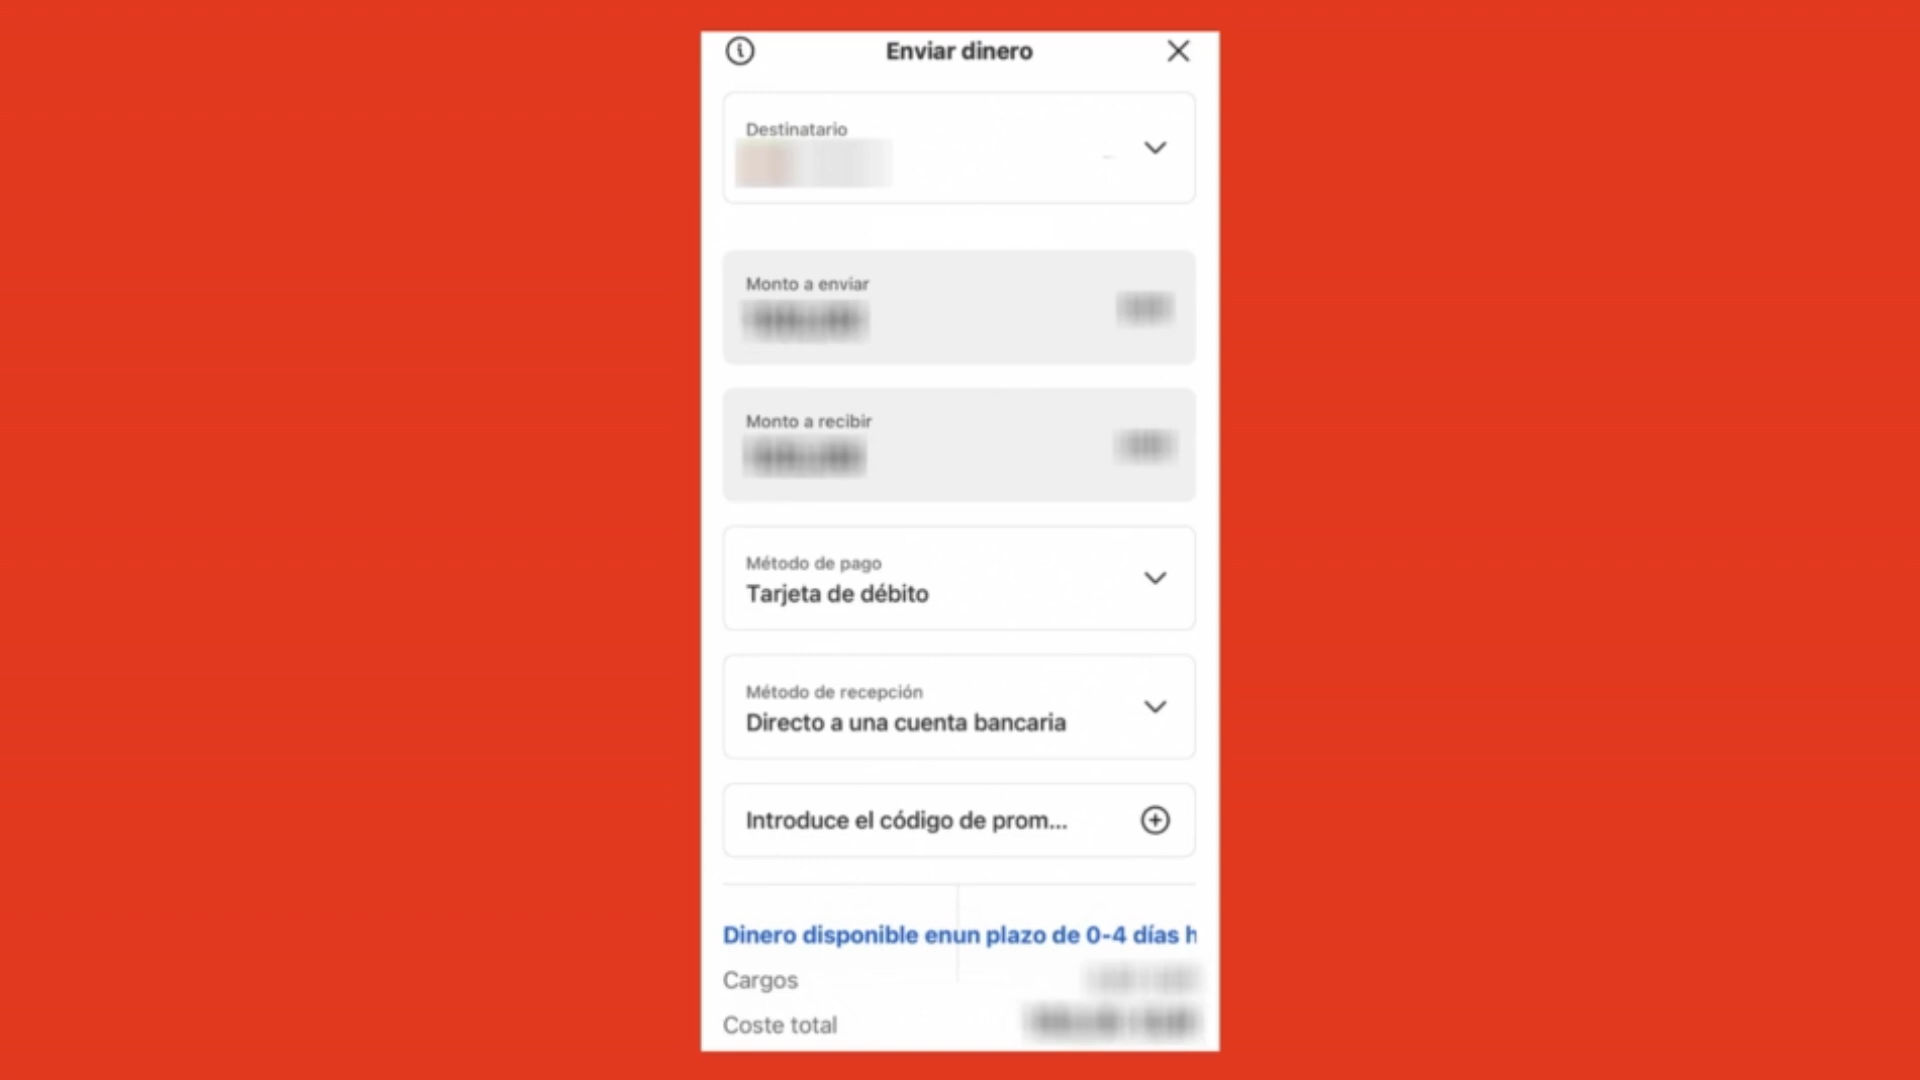 Enviar dinero
Destinatario
Monto a enviar
Monto a recibir
Método de pago
Tarjeta de débito
Método de recepción
Directo a una cuenta bancaria
Introduce el código de prom...
Dinero disponible enun plazo de 0-4 días h
Cargos
Coste total